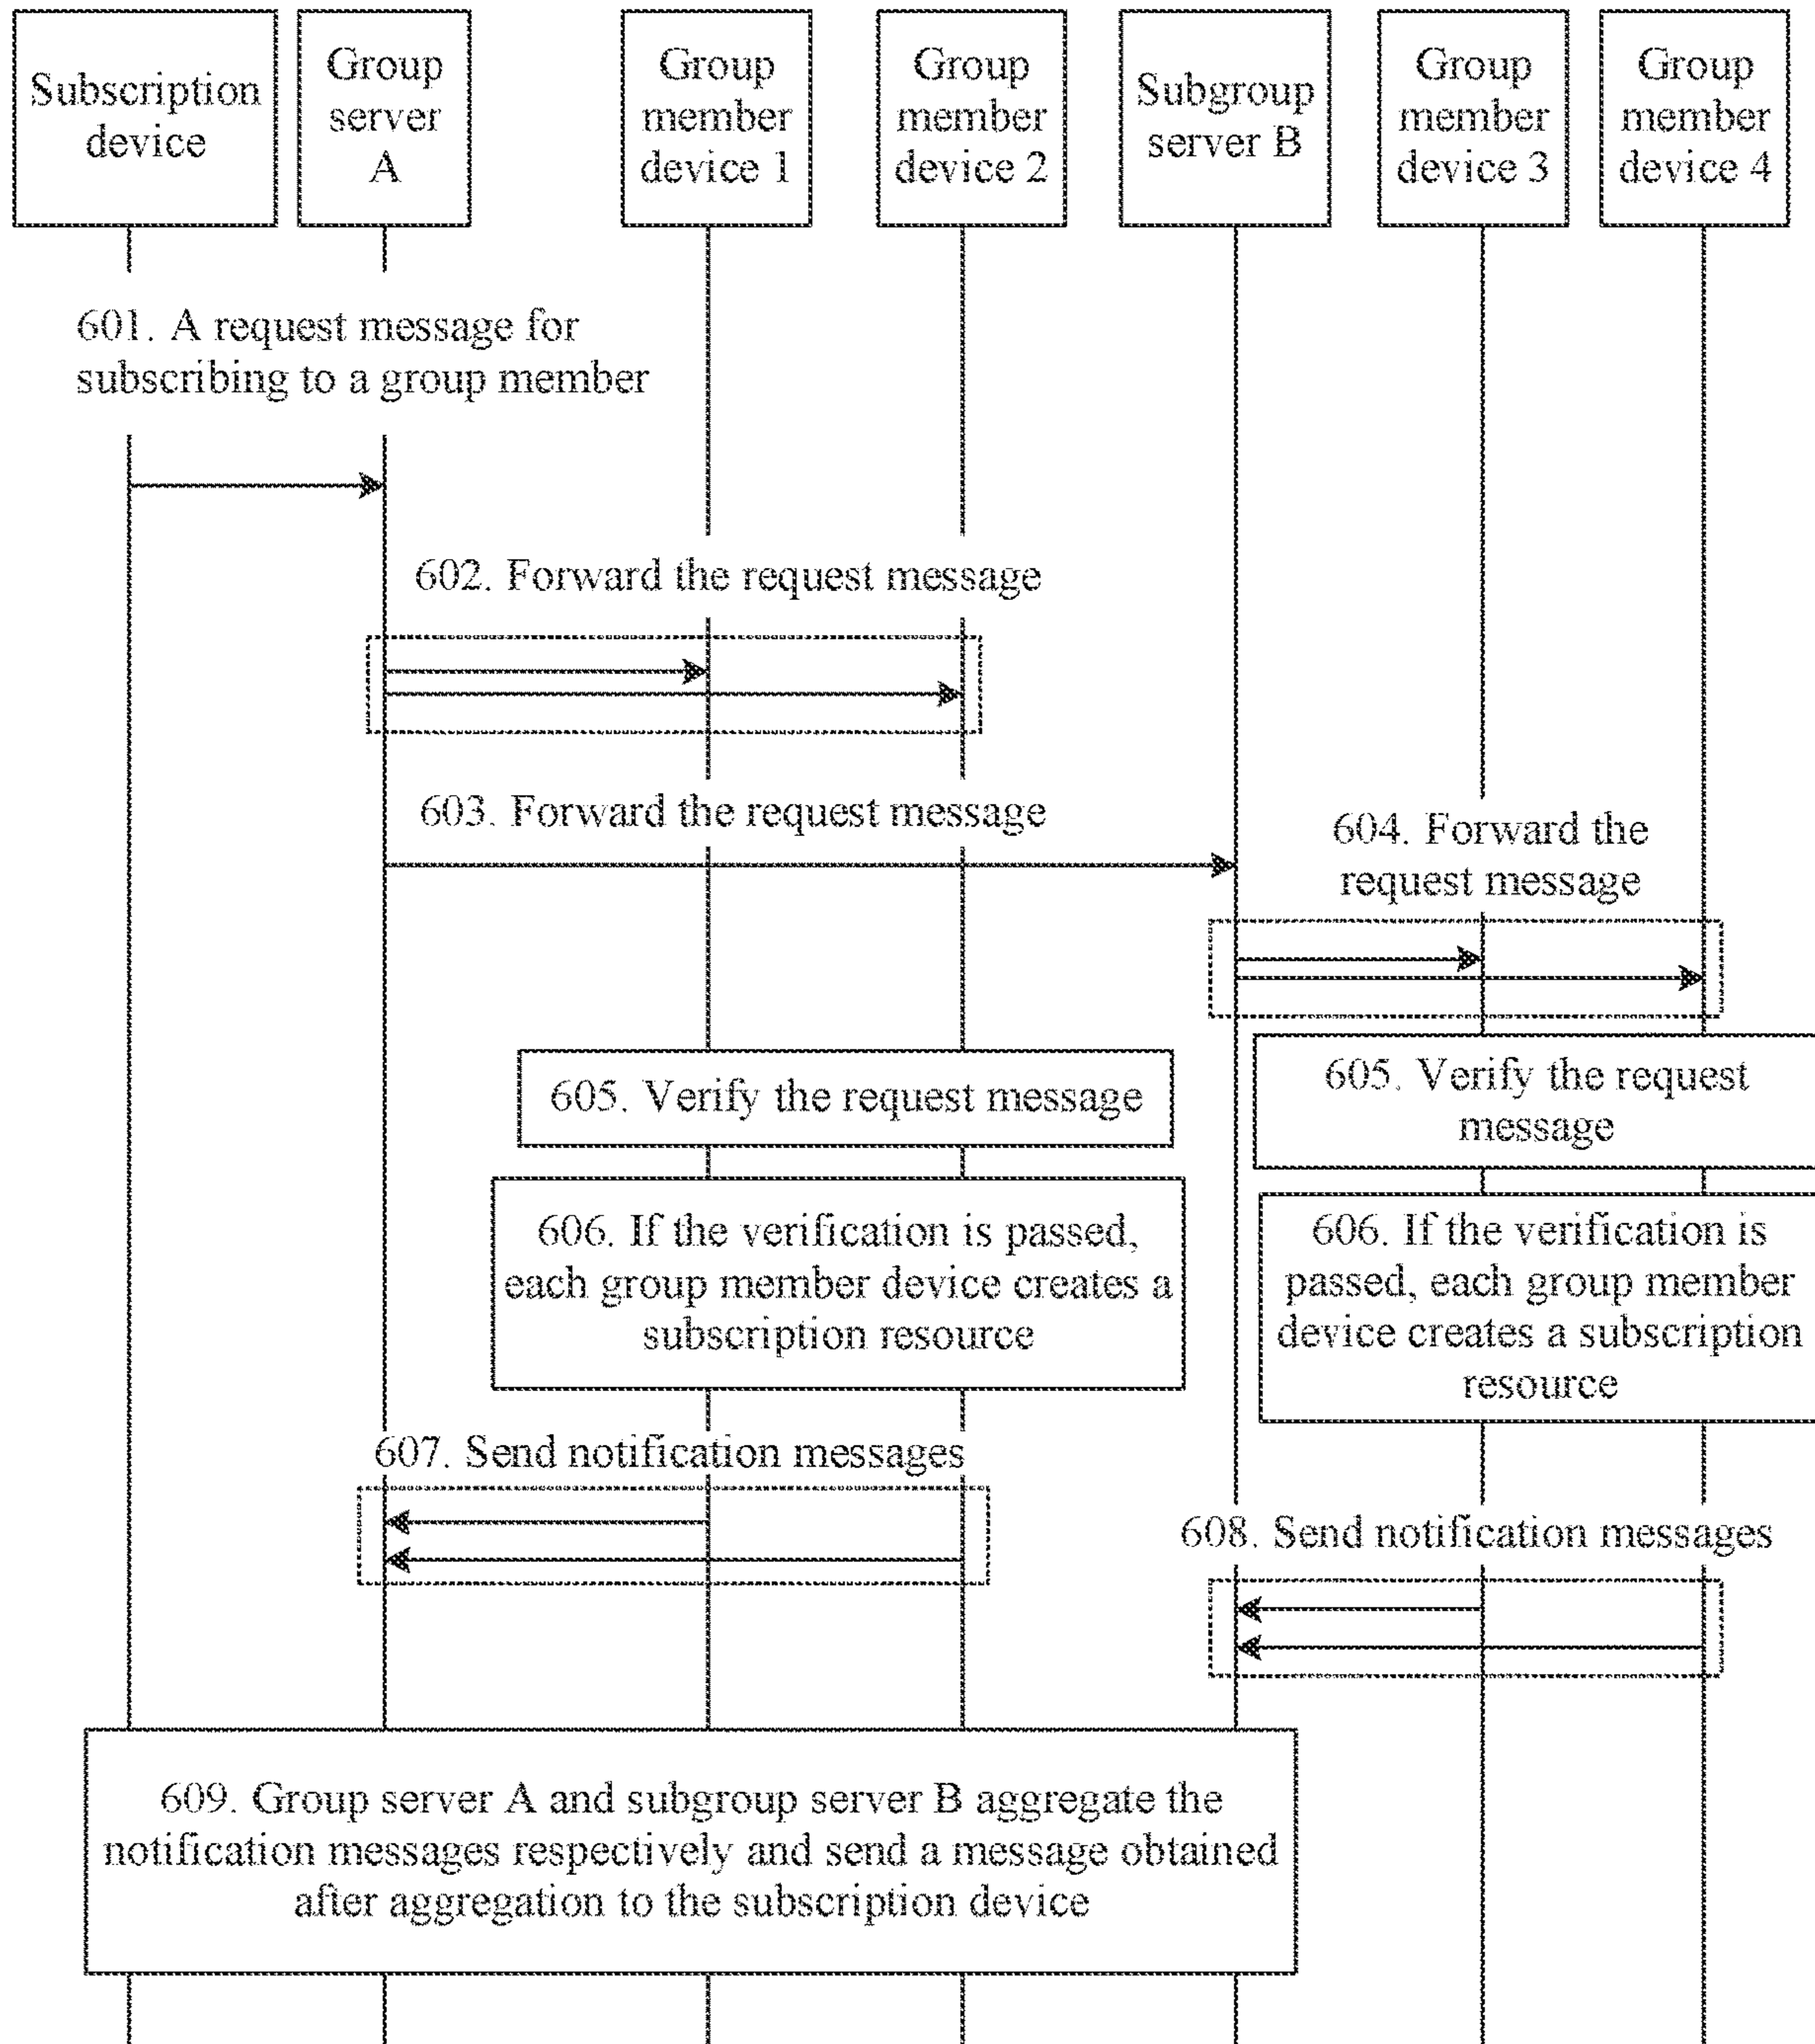 Subscription
device
Group
server
A
Group
member
device 1
Group
member
device 2
Subgroup
server B
Group
member
device 3
Group
member
device 4
601. A request message for
subscribing to a group member
602. Forward the request message
603. Forward the request message
604. Forward the
request message
605. Verify the request message
605. Verify the request
message
606. If the verification is passed,
each group member device creates a
subscription resource
606. If the verification is
passed, each group member
device creates a subscription
resource
607. Send notification messages
608. Send notification messages
609. Group server A and subgroup server B aggregate the
notification messages respectively and send a message obtained
after aggregation to the subscription device